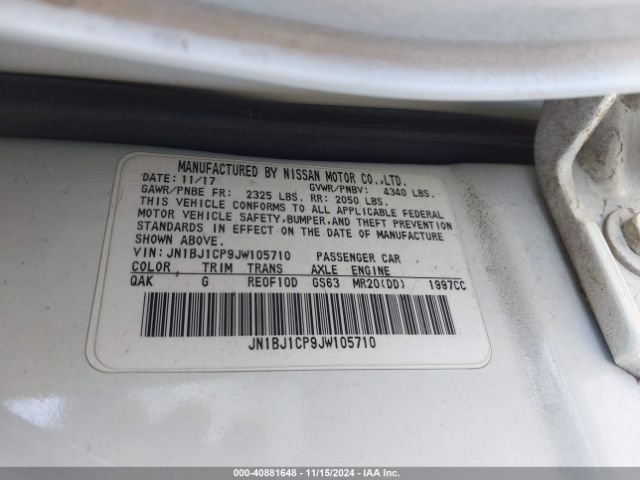 MANUFACTURED BY NISSAN MOTOR CO.,LTD.
DATE: 11/17 GVWR/PNBV: 4340 LBS.
GAWR/PNBE FR: 2325 LBS. RR: 2050 LBS.
THIS VEHICLE CONFORMS TO ALL APPLICABLE FEDERAL
MOTOR VEHICLE SAFETY,BUMPER,AND THEFT PREVENTION
STANDARDS IN EFFECT ON THE DATE OF MANUFACTURE
SHOWN ABOVE.
VIN: JN1BJ1CP9JW105710 PASSENGER CAR
COLOR, TRIM TRANS AXLE ENGINE
QAK G RE0F10D GS63 MR20(DD) 1997CC
JN1BJ1CP9JW105710
000-40881648 - 11/15/2024 - IAA Inc.